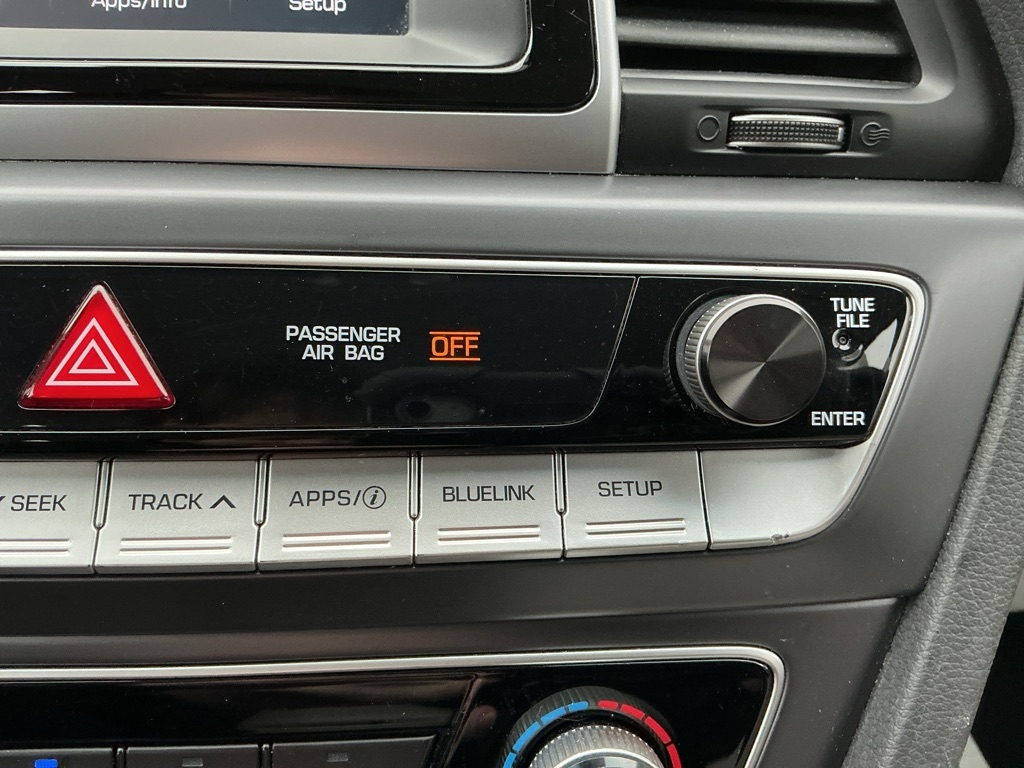 Apps/Info
Setup
PASSENGER
AIR BAG
OFF
TUNE
FILE
ENTER
SEEK
TRACK
APPS/i
BLUELINK
SETUP